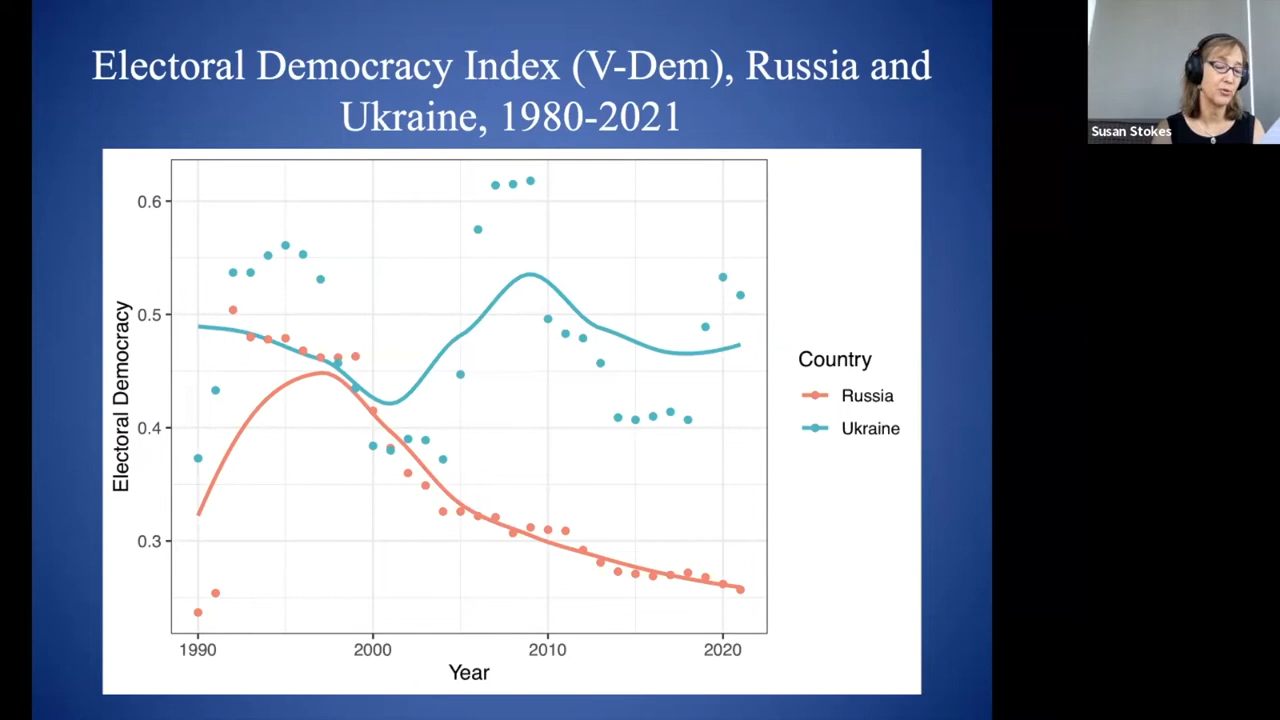 Electoral Democracy Index (V-Dem), Russia and
Ukraine, 1980-2021
Susan Stokes
Electoral Democracy
0.6
0.5
0.4
0.3
1990
2000
2010
2020
Year
Country
Russia
Ukraine